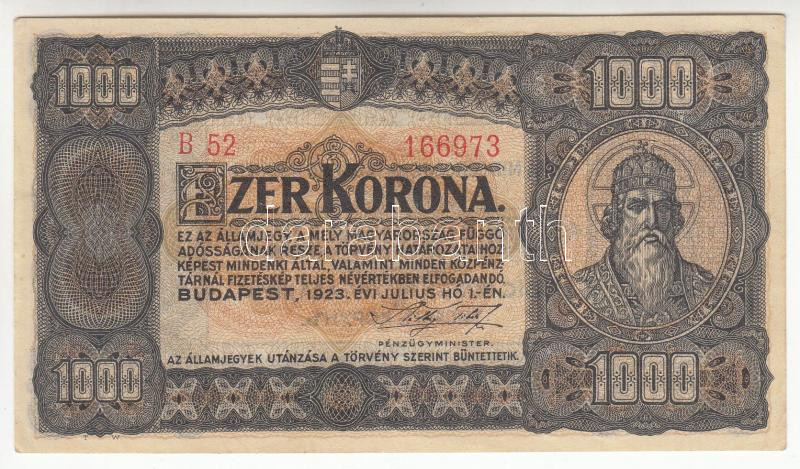 1000 1000
B 52 166973
EZER KORONA.
EZ AZ ÁLLAMJEGY, A MELY MAGYARORSZÁG FÜGGŐ
ADÓSSÁGÁNAK RÉSZE, A TÖRVÉNY HATÁROZATAIHOZ
KÉPEST MINDENKI ÁLTAL, VALAMINT MINDEN KÖZPÉNZ-
TÁRNÁL FIZETÉSKÉP TELJES NÉVÉRTÉKBEN ELFOGADANDÓ.
BUDAPEST, 1923. ÉVI JULIUS HÓ 1.-ÉN.
PÉNZÜGYMINISTER.
AZ ÁLLAMJEGYEK UTÁNZÁSA A TÖRVÉNY SZERINT BÜNTETTETIK.
1000 1000
T W
darabanth